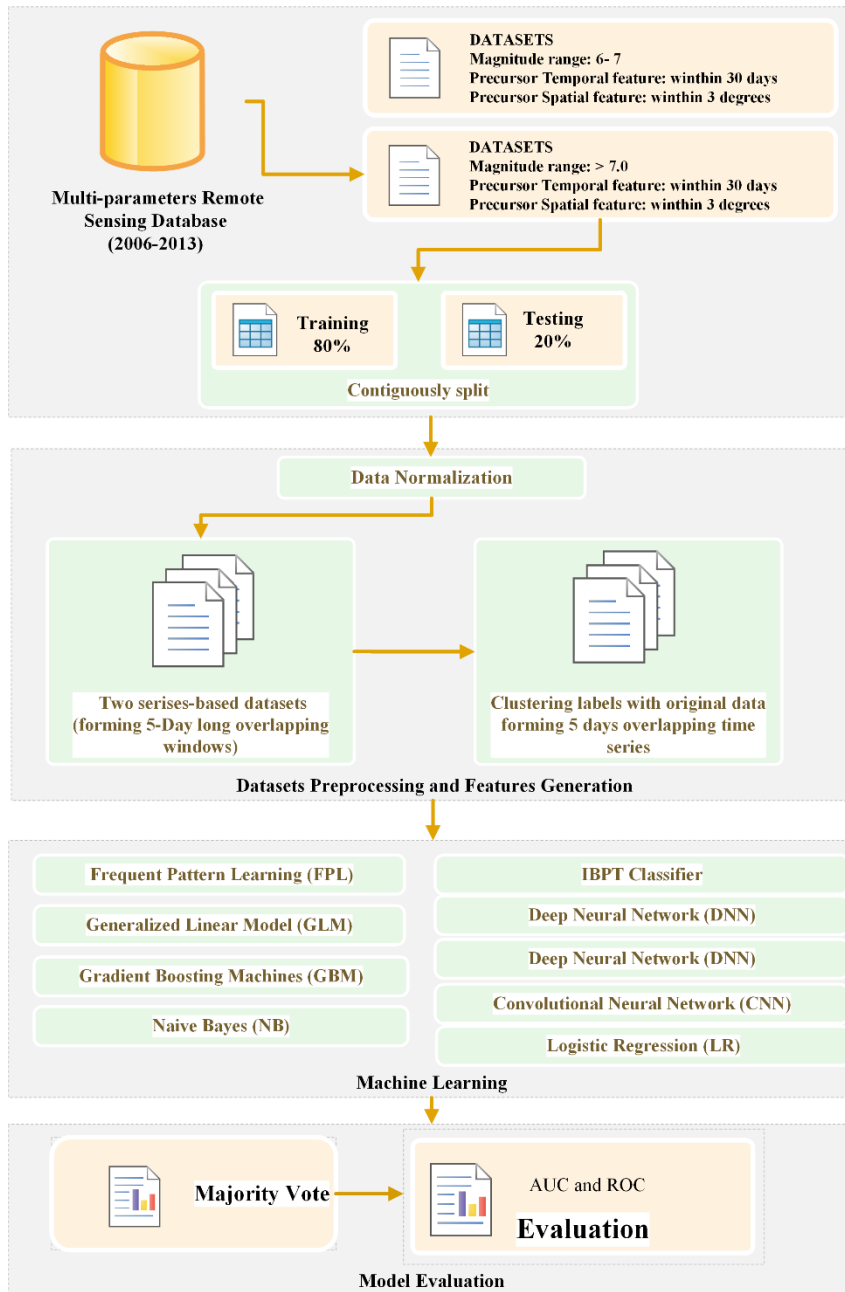 DATASETS
Magnitude range: 6- 7
Precursor Temporal feature: winthin 30 days
Precursor Spatial feature: winthin 3 degrees
DATASETS
Magnitude range: > 7.0
Precursor Temporal feature: winthin 30 days
Precursor Spatial feature: winthin 3 degrees
Multi-parameters Remote
Sensing Database
(2006-2013)
Training
80%
Testing
20%
Contiguously split
Data Normalization
Two serises-based datasets
(forming 5-Day long overlapping
windows)
Clustering labels with original data
forming 5 days overlapping time
series
Datasets Preprocessing and Features Generation
Frequent Pattern Learning (FPL)
Generalized Linear Model (GLM)
Gradient Boosting Machines (GBM)
Naive Bayes (NB)
IBPT Classifier
Deep Neural Network (DNN)
Deep Neural Network (DNN)
Convolutional Neural Network (CNN)
Logistic Regression (LR)
Machine Learning
Majority Vote
AUC and ROC
Evaluation
Model Evaluation